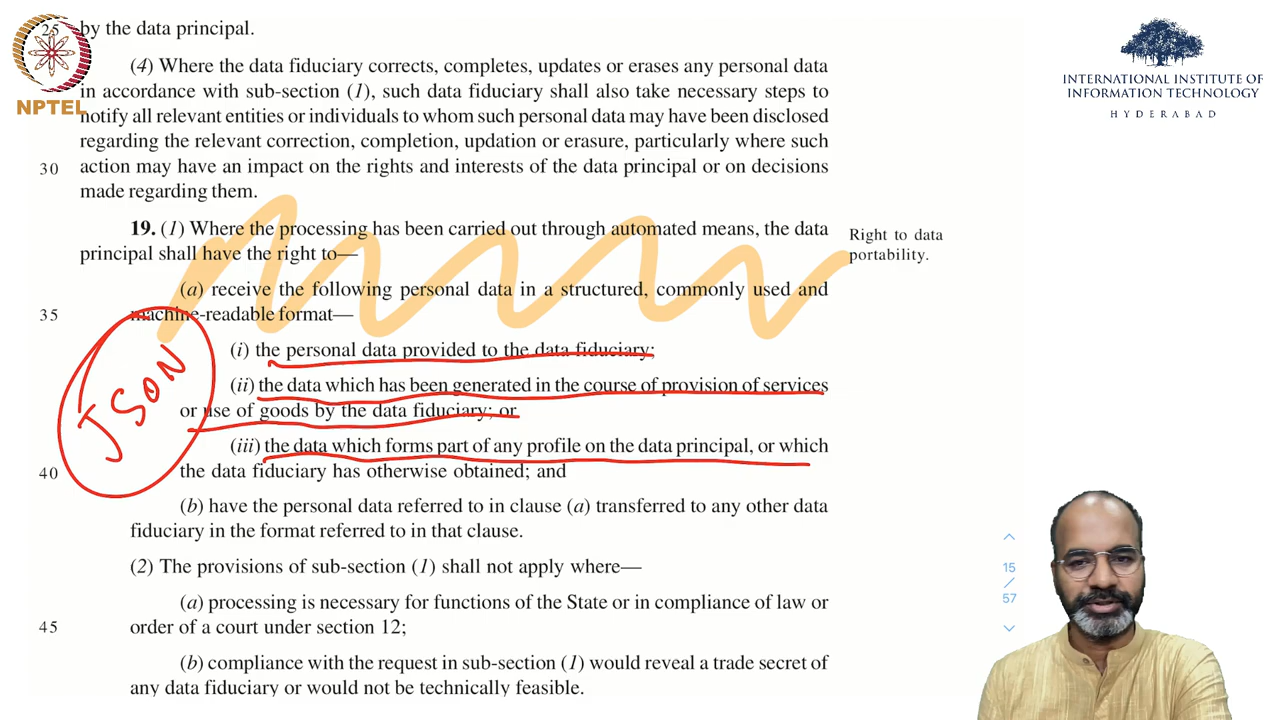 25 by the data principal.
(4) Where the data fiduciary corrects, completes, updates or erases any personal data
in accordance with sub-section (1), such data fiduciary shall also take necessary steps to
notify all relevant entities or individuals to whom such personal data may have been disclosed
regarding the relevant correction, completion, updation or erasure, particularly where such
30 action may have an impact on the rights and interests of the data principal or on decisions
made regarding them.
19. (1) Where the processing has been carried out through automated means, the data
principal shall have the right to—
Right to data
portability.
(a) receive the following personal data in a structured, commonly used and
35 machine-readable format—
(i) the personal data provided to the data fiduciary;
(ii) the data which has been generated in the course of provision of services
or use of goods by the data fiduciary; or
(iii) the data which forms part of any profile on the data principal, or which
40 the data fiduciary has otherwise obtained; and
JSON
(b) have the personal data referred to in clause (a) transferred to any other data
fiduciary in the format referred to in that clause.
(2) The provisions of sub-section (1) shall not apply where—
(a) processing is necessary for functions of the State or in compliance of law or
45 order of a court under section 12;
(b) compliance with the request in sub-section (1) would reveal a trade secret of
any data fiduciary or would not be technically feasible.
NPTEL
INTERNATIONAL INSTITUTE OF
INFORMATION TECHNOLOGY
HYDERABAD
15
/
57